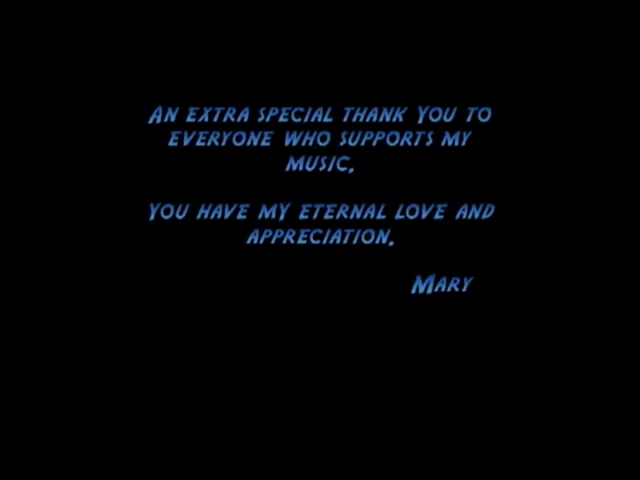 An extra special thank you to
everyone who supports my
music.
You have my eternal love and
appreciation.
Mary